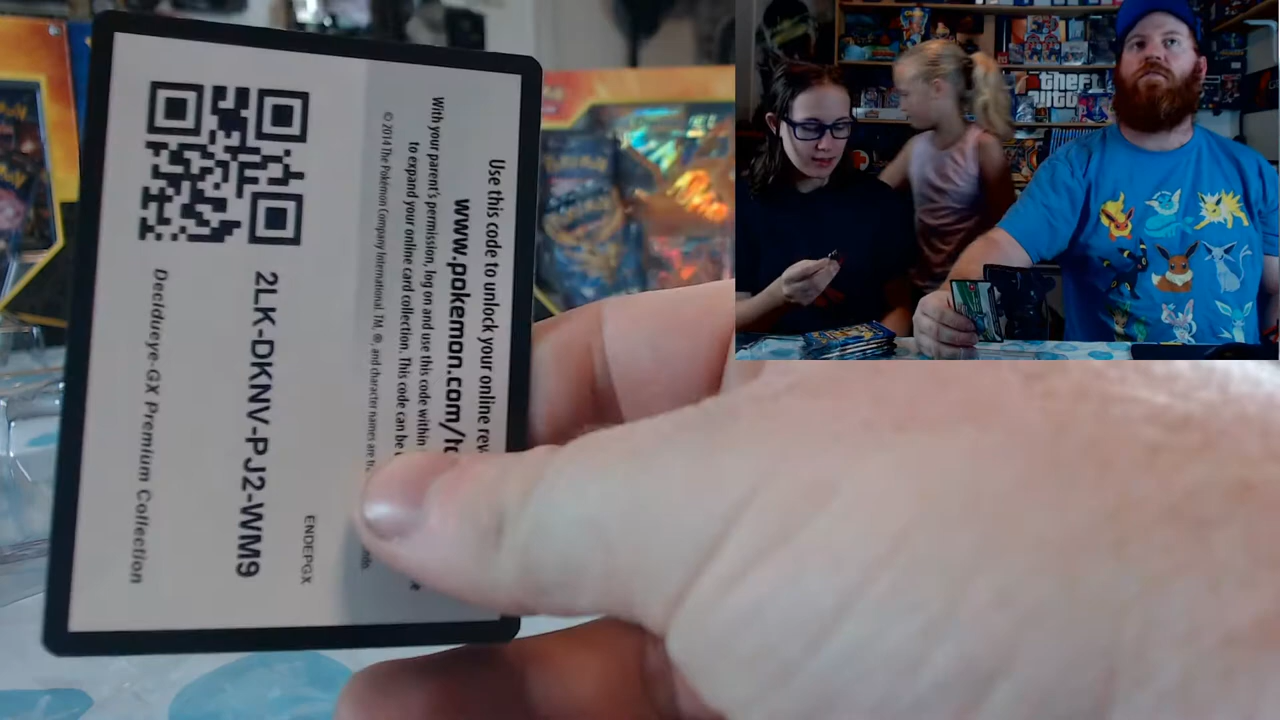 Use this code to unlock your online
www.pokemon.com/
With your parent's permission, log on and use this code within
to expand your online card collection. This code can be
© 2014 The Pokémon Company International. TM, ®, and character names are
ENDEPGX
2LK-DKNV-PJ2-WM9
Decidueye-GX Premium Collection
theft